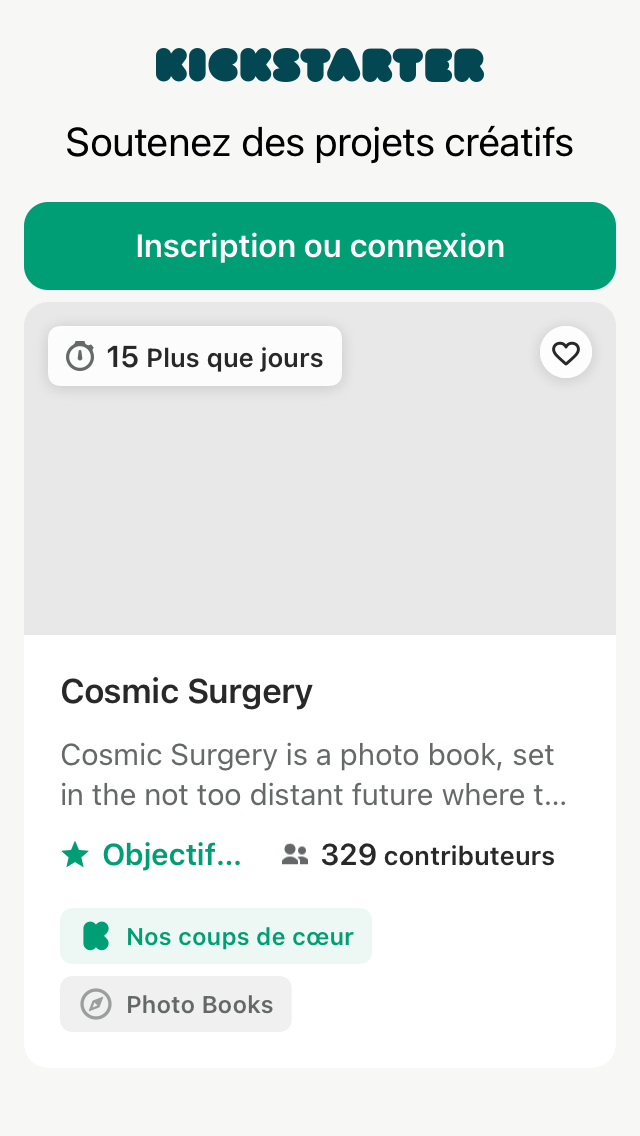 KICKSTARTER
Soutenez des projets créatifs
Inscription ou connexion
15 Plus que jours
Cosmic Surgery
Cosmic Surgery is a photo book, set
in the not too distant future where t...
Objectif...
329 contributeurs
Nos coups de cœur
Photo Books